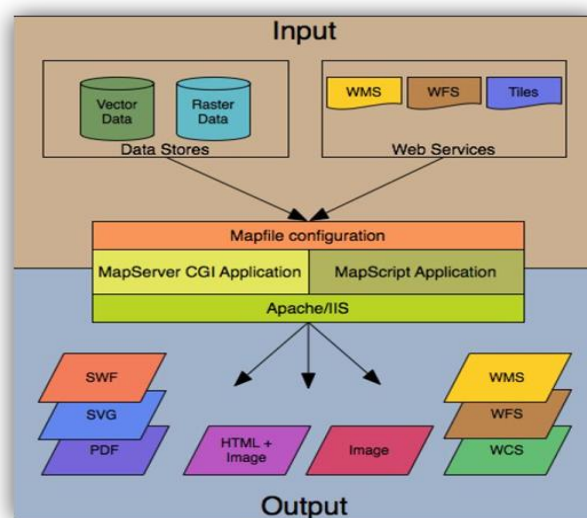 Input
Vector
Data
Raster
Data
Data Stores
WMS
WFS
Tiles
Web Services
Mapfile configuration
MapServer CGI Application
MapScript Application
Apache/IIS
SWF
SVG
PDF
HTML +
Image
Image
WMS
WFS
WCS
Output